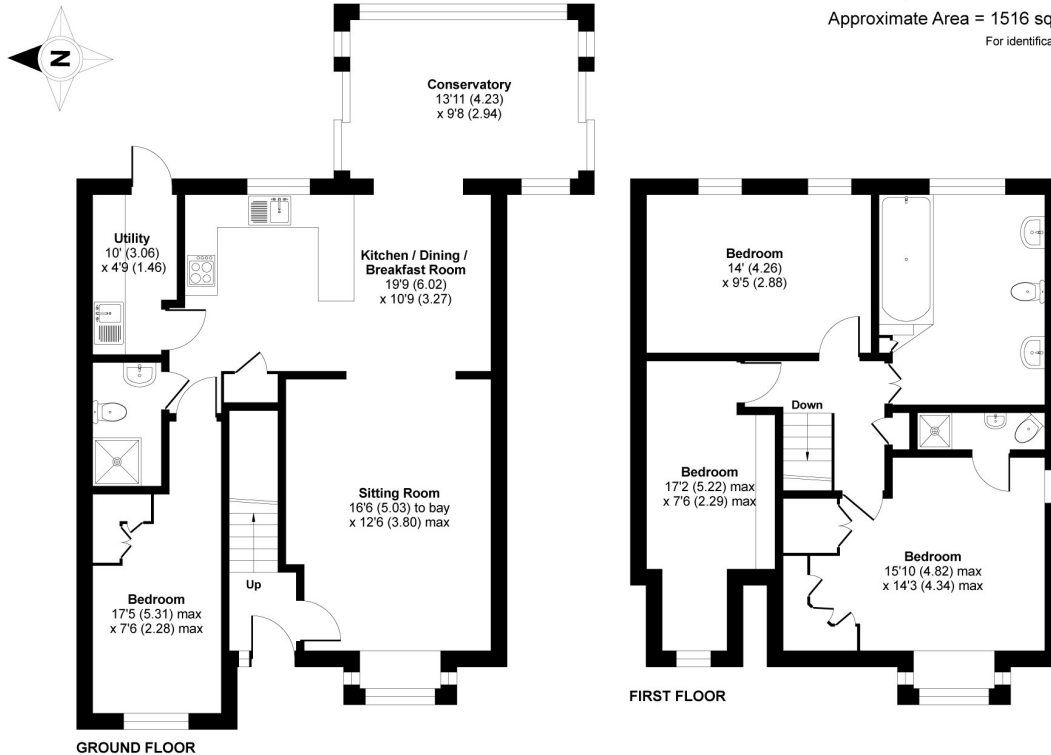 Approximate Area = 1516 sq
For identifica
N
Conservatory
13'11 (4.23)
x 9'8 (2.94)
Utility
10' (3.06)
x 4'9 (1.46)
Kitchen / Dining /
Breakfast Room
19'9 (6.02)
x 10'9 (3.27)
Sitting Room
16'6 (5.03) to bay
x 12'6 (3.80) max
Up
Bedroom
17'5 (5.31) max
x 7'6 (2.28) max
GROUND FLOOR
Bedroom
14' (4.26)
x 9'5 (2.88)
Down
Bedroom
17'2 (5.22) max
x 7'6 (2.29) max
Bedroom
15'10 (4.82) max
x 14'3 (4.34) max
FIRST FLOOR